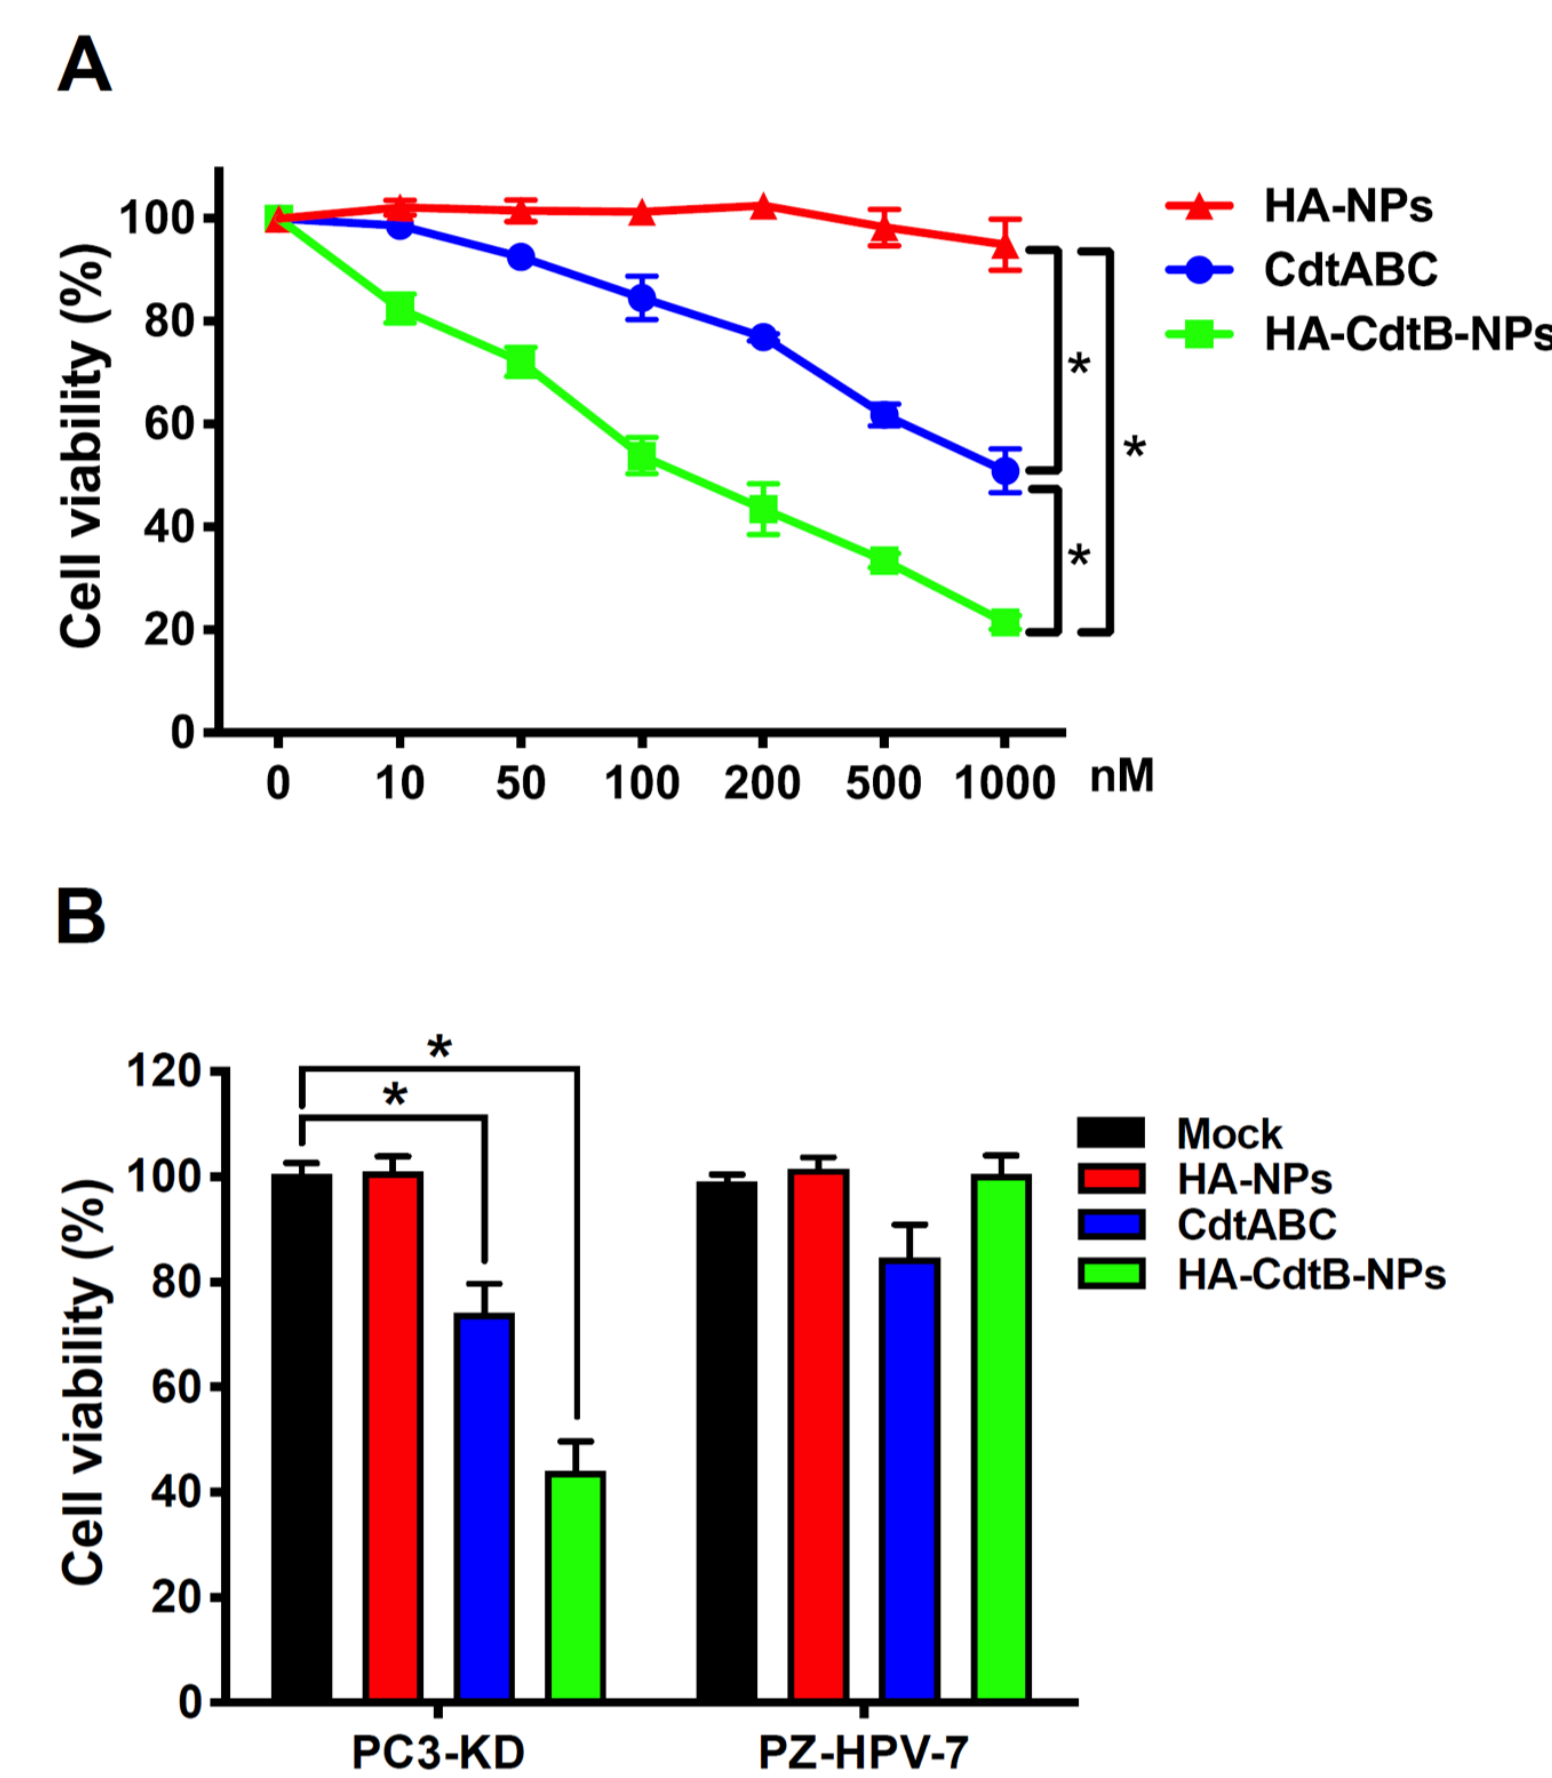 A
Cell viability (%)
100
80
60
40
20
0
0 10 50 100 200 500 1000 nM
HA-NPs
CdtABC
HA-CdtB-NPs
*
*
*
B
Cell viability (%)
120
100
80
60
40
20
0
*
*
PC3-KD PZ-HPV-7
Mock
HA-NPs
CdtABC
HA-CdtB-NPs